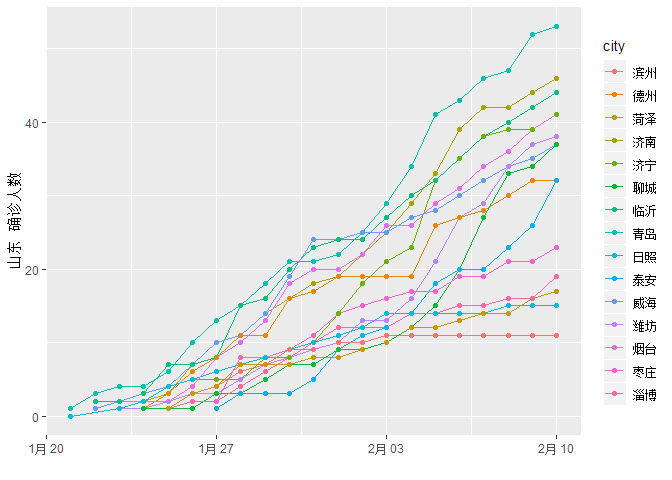 山东 确诊人数
0
20
40
1月 20
1月 27
2月 03
2月 10
city
滨州
德州
菏泽
济南
济宁
聊城
临沂
青岛
日照
泰安
威海
潍坊
烟台
枣庄
淄博